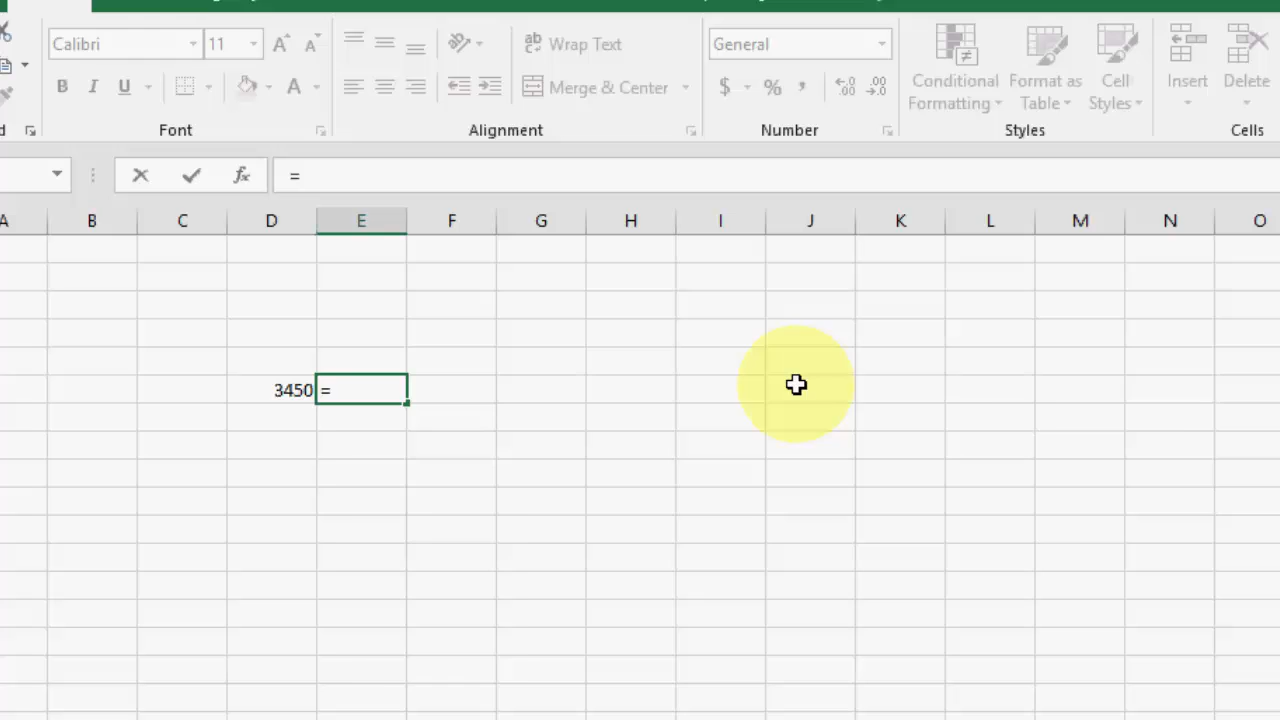 Calibri 11 Wrap Text General
B I U Merge & Center $ % , Conditional Formatting Format as Table Cell Styles Insert Delete
Font Alignment Number Styles Cells
fx =
A B C D E F G H I J K L M N O
3450 =